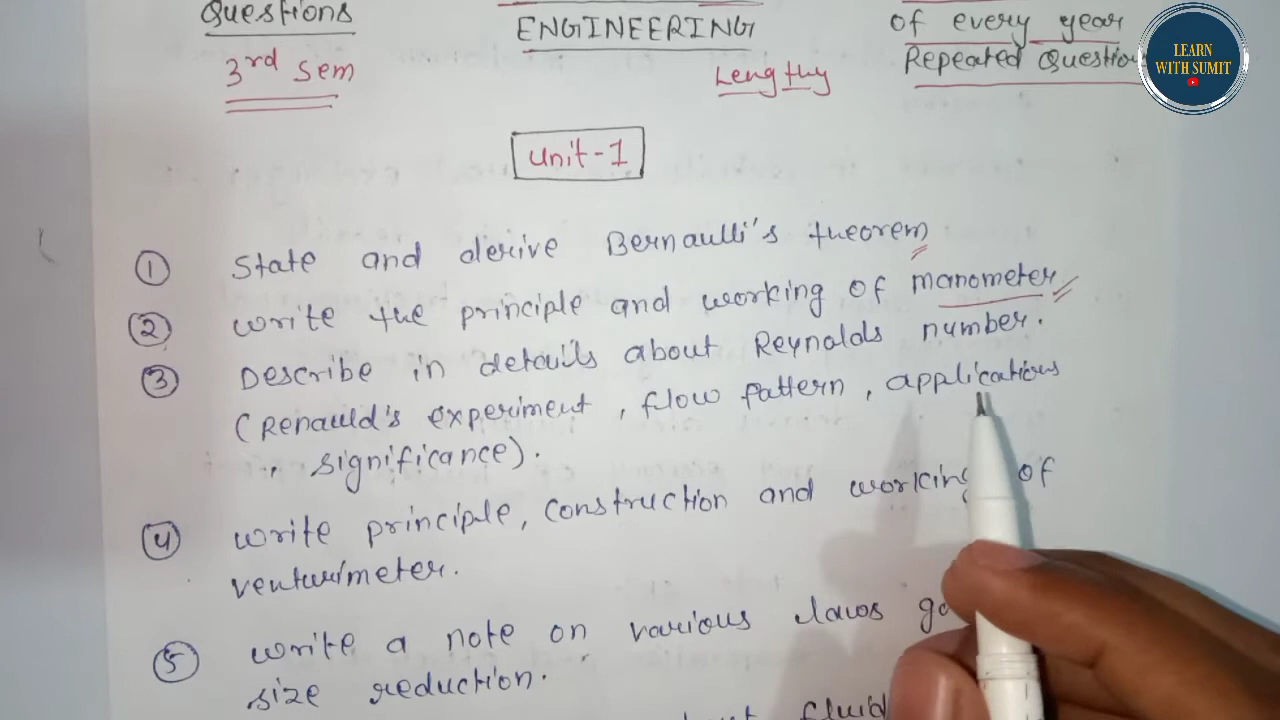 Questions
ENGINEERING
of every year
3rd Sem
Lengthy
Repeated Question
LEARN
WITH SUMIT
Unit-1
① State and derive Bernaulli's theorem
② Write the principle and working of manometer
③ Describe in details about Reynolds number.
(Renauld's experiment, flow pattern, applications
, significance).
④ Write principle, construction and working of
venturimeter.
⑤ Write a note on various laws
size reduction.
fluid